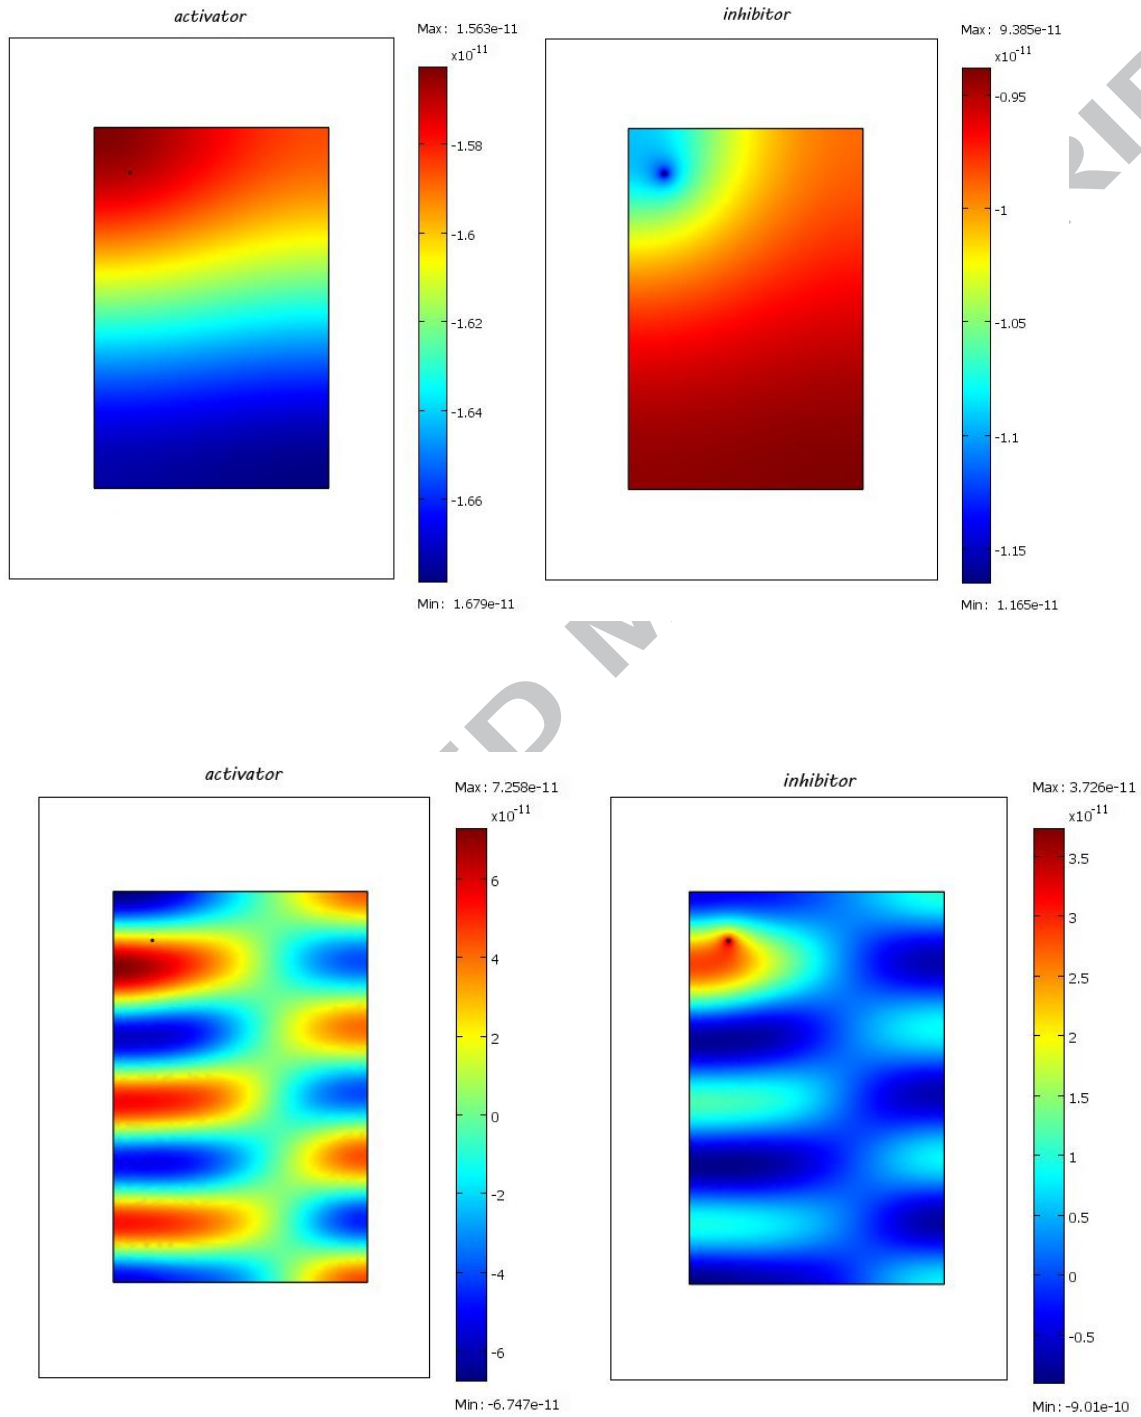 activator
Max: 1.563e-11
x10-11
-1.58
-1.6
-1.62
-1.64
-1.66
Min: 1.679e-11
inhibitor
Max: 9.385e-11
x10-11
-0.95
-1
-1.05
-1.1
-1.15
Min: 1.165e-11
activator
Max: 7.258e-11
x10-11
6
4
2
0
-2
-4
-6
Min: -6.747e-11
inhibitor
Max: 3.726e-11
x10-11
3.5
3
2.5
2
1.5
1
0.5
0
-0.5
Min: -9.01e-10